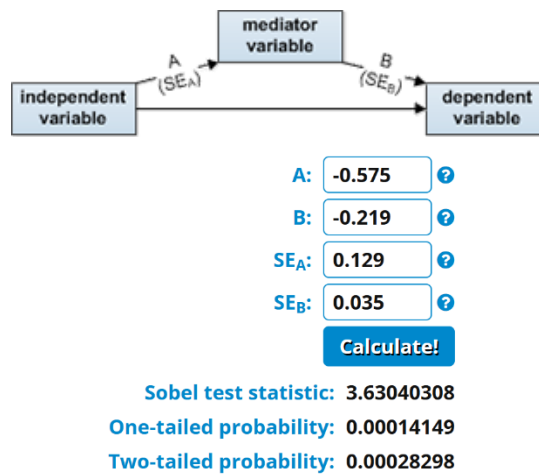 mediator
variable
A
(SEA)
B
(SEB)
independent
variable
dependent
variable
A: -0.575 ?
B: -0.219 ?
SEA: 0.129 ?
SEB: 0.035 ?
Calculate!
Sobel test statistic: 3.63040308
One-tailed probability: 0.00014149
Two-tailed probability: 0.00028298